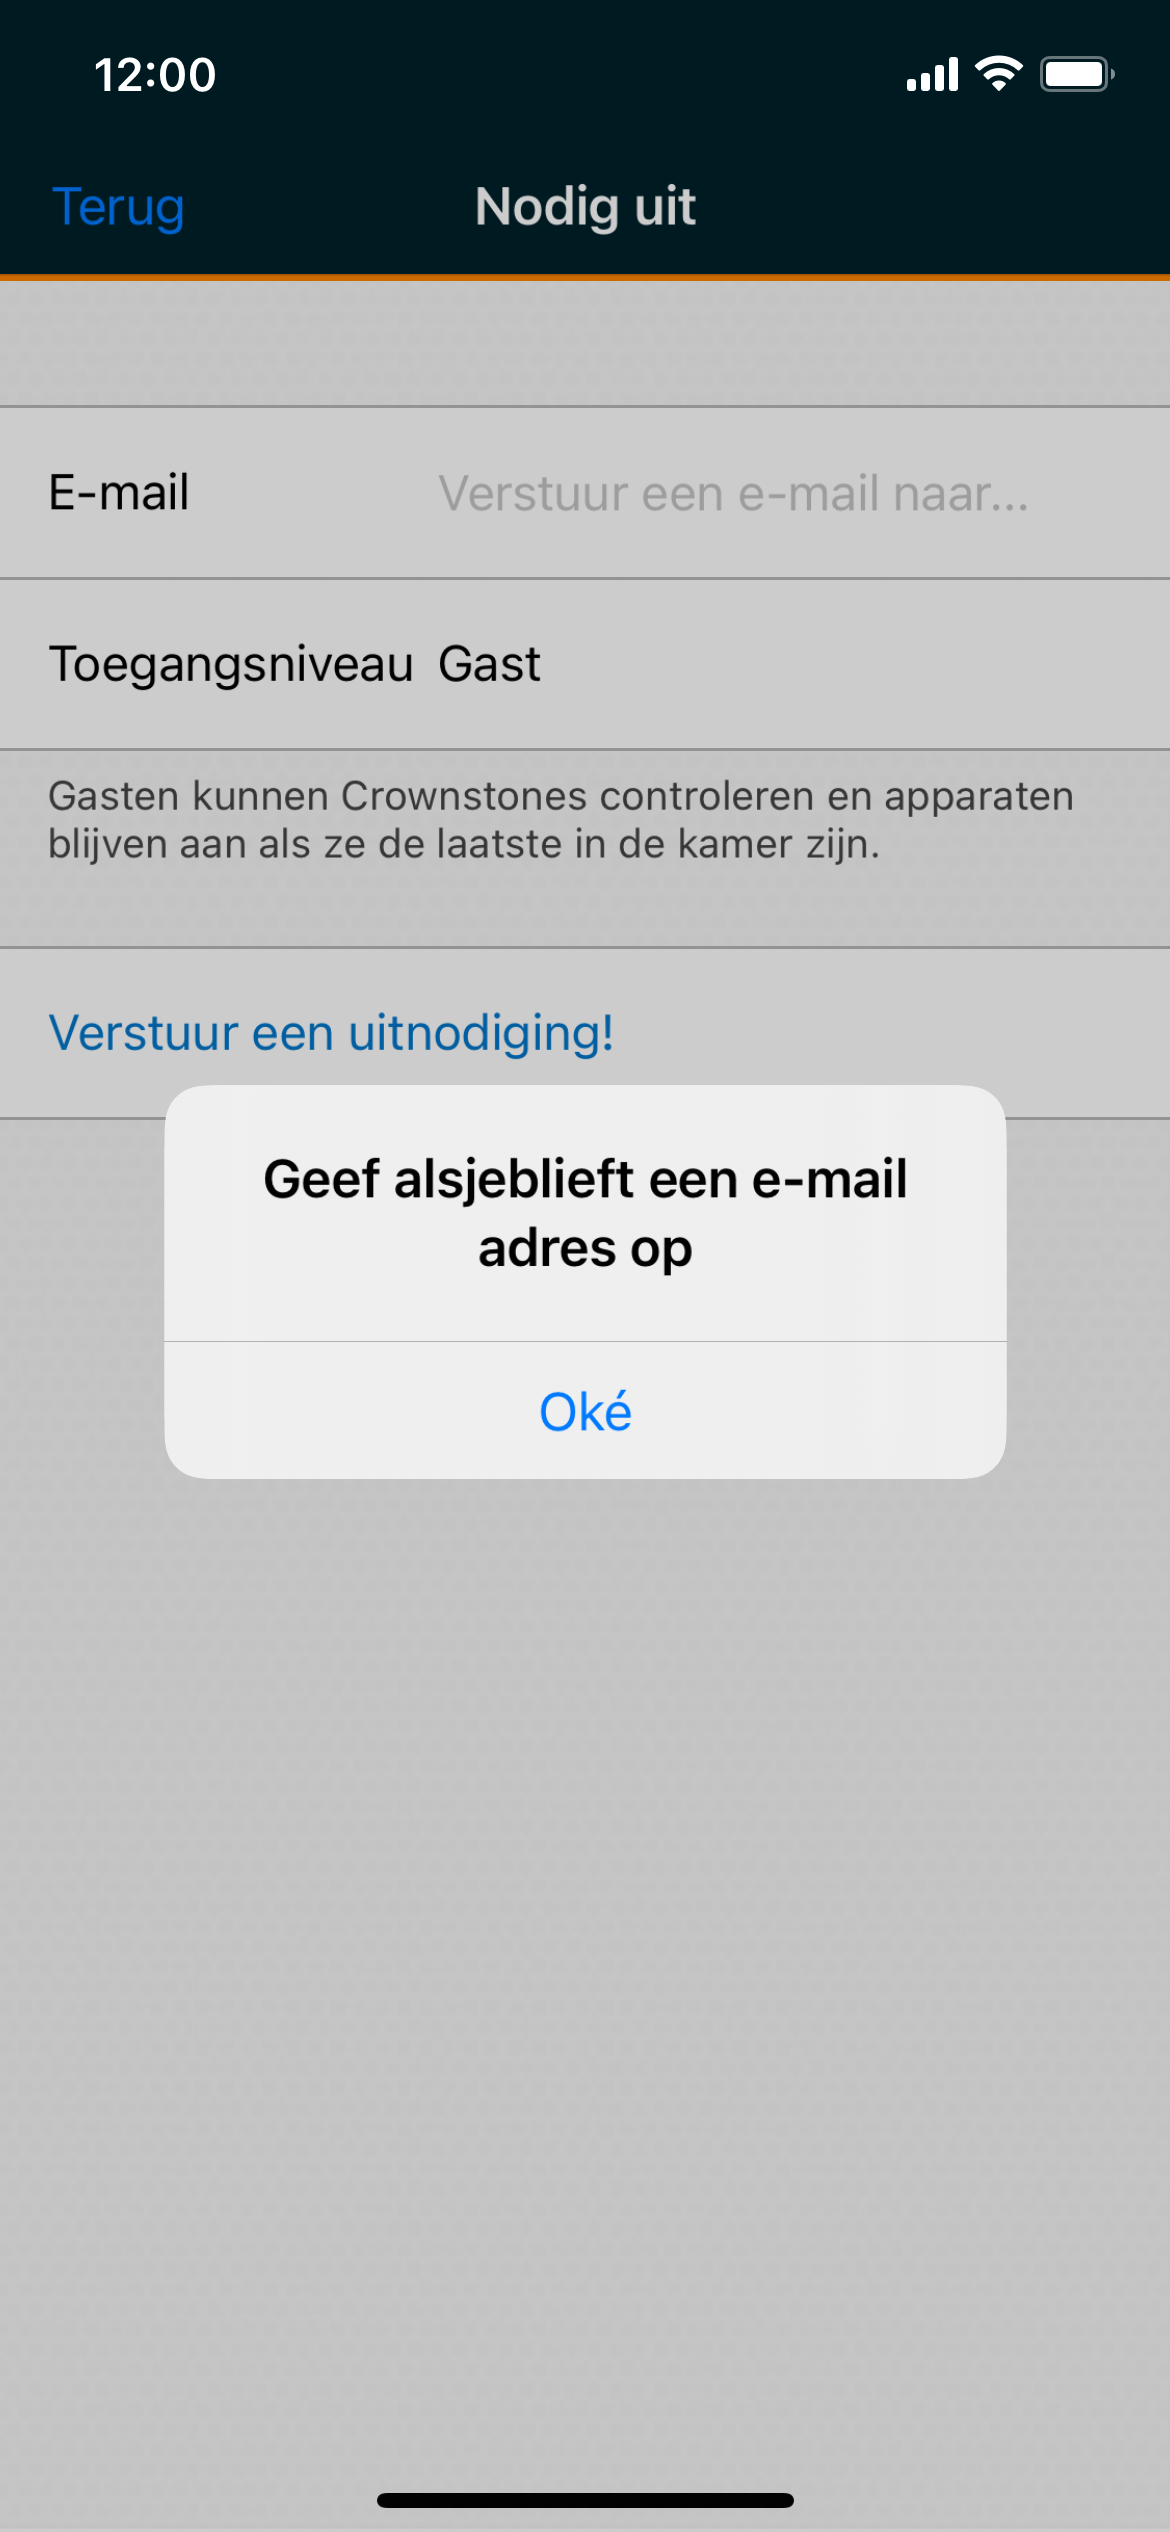 12:00
Terug
Nodig uit
E-mail
Verstuur een e-mail naar...
Toegangsniveau
Gast
Gasten kunnen Crownstones controleren en apparaten
blijven aan als ze de laatste in de kamer zijn.
Verstuur een uitnodiging!
Geef alsjeblieft een e-mail
adres op
Oké